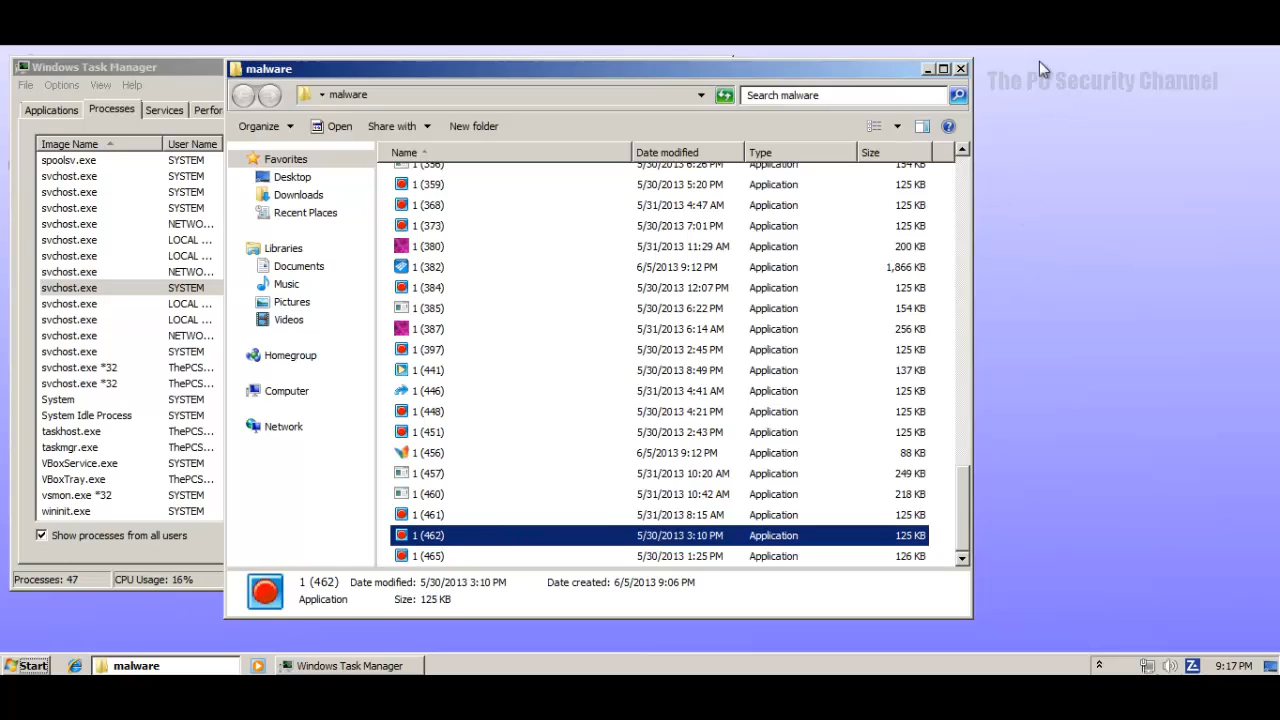 Windows Task Manager
File Options View Help
Applications Processes Services Perfor
Image Name User Name
spoolsv.exe SYSTEM
svchost.exe SYSTEM
svchost.exe SYSTEM
svchost.exe SYSTEM
svchost.exe NETWO...
svchost.exe LOCAL ...
svchost.exe LOCAL ...
svchost.exe NETWO...
svchost.exe SYSTEM
svchost.exe LOCAL ...
svchost.exe LOCAL ...
svchost.exe NETWO...
svchost.exe SYSTEM
svchost.exe *32 ThePCS...
svchost.exe *32 ThePCS...
System SYSTEM
System Idle Process SYSTEM
taskhost.exe ThePCS...
taskmgr.exe ThePCS...
VBoxService.exe SYSTEM
VBoxTray.exe ThePCS...
vsmon.exe *32 SYSTEM
wininit.exe SYSTEM
Show processes from all users
Processes: 47 CPU Usage: 16%
malware
malware Search malware
Organize Open Share with New folder
Favorites
Desktop
Downloads
Recent Places
Libraries
Documents
Music
Pictures
Videos
Homegroup
Computer
Network
Name Date modified Type Size
1 (356) 5/30/2013 6:26 PM Application 154 KB
1 (359) 5/30/2013 5:20 PM Application 125 KB
1 (368) 5/31/2013 4:47 AM Application 125 KB
1 (373) 5/30/2013 7:01 PM Application 125 KB
1 (380) 5/31/2013 11:29 AM Application 200 KB
1 (382) 6/5/2013 9:12 PM Application 1,866 KB
1 (384) 5/30/2013 12:07 PM Application 125 KB
1 (385) 5/30/2013 6:22 PM Application 154 KB
1 (387) 5/31/2013 6:14 AM Application 256 KB
1 (397) 5/30/2013 2:45 PM Application 125 KB
1 (441) 5/30/2013 8:49 PM Application 137 KB
1 (446) 5/31/2013 4:41 AM Application 125 KB
1 (448) 5/30/2013 4:21 PM Application 125 KB
1 (451) 5/30/2013 2:43 PM Application 125 KB
1 (456) 6/5/2013 9:12 PM Application 88 KB
1 (457) 5/31/2013 10:20 AM Application 249 KB
1 (460) 5/31/2013 10:42 AM Application 218 KB
1 (461) 5/31/2013 8:15 AM Application 125 KB
1 (462) 5/30/2013 3:10 PM Application 125 KB
1 (465) 5/30/2013 1:25 PM Application 126 KB
1 (462) Date modified: 5/30/2013 3:10 PM Date created: 6/5/2013 9:06 PM
Application Size: 125 KB
The PC Security Channel
Start malware Windows Task Manager 9:17 PM